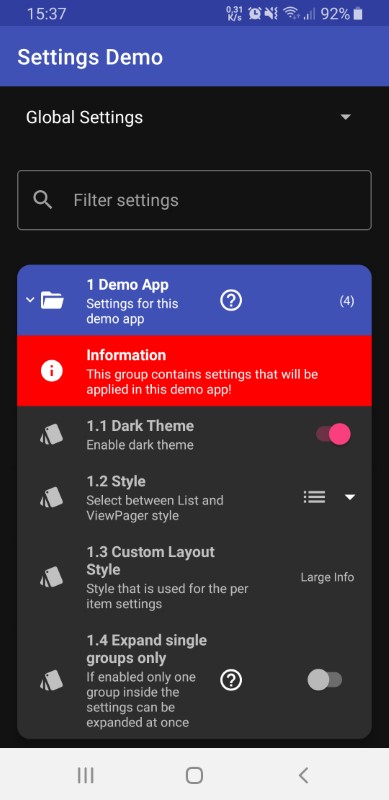 15:37
0,31 K/s
92%
Settings Demo
Global Settings
Filter settings
1 Demo App
Settings for this
demo app
(4)
Information
This group contains settings that will be
applied in this demo app!
1.1 Dark Theme
Enable dark theme
1.2 Style
Select between List and
ViewPager style
1.3 Custom Layout
Style
Style that is used for the per
item settings
Large Info
1.4 Expand single
groups only
If enabled only one
group inside the
settings can be
expanded at once